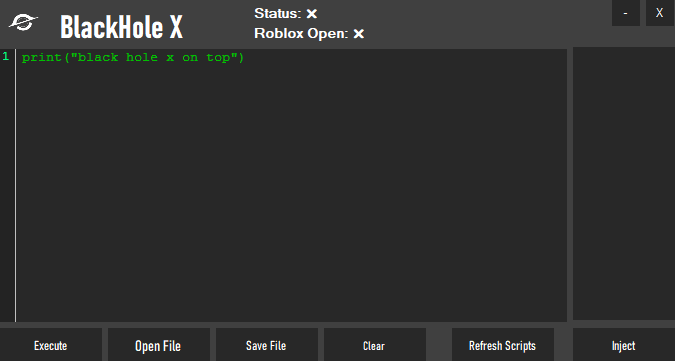 BlackHole X
Status: ×
Roblox Open: ×
- X
1 print("black hole x on top")
Execute Open File Save File Clear Refresh Scripts Inject